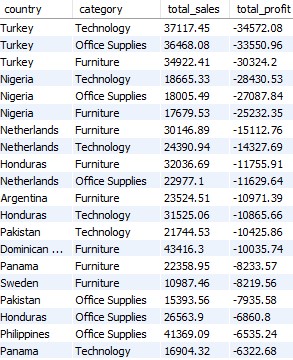 country category total_sales total_profit
Turkey Technology 37117.45 -34572.08
Turkey Office Supplies 36468.08 -33550.96
Turkey Furniture 34922.41 -30324.2
Nigeria Technology 18665.33 -28430.53
Nigeria Office Supplies 18005.49 -27087.84
Nigeria Furniture 17679.53 -25232.35
Netherlands Furniture 30146.89 -15112.76
Netherlands Technology 24390.94 -14327.69
Honduras Furniture 32036.69 -11755.91
Netherlands Office Supplies 22977.1 -11629.64
Argentina Furniture 23524.51 -10971.39
Honduras Technology 31525.06 -10865.66
Pakistan Technology 21744.53 -10425.86
Dominican ... Furniture 43416.3 -10035.74
Panama Furniture 22358.95 -8233.57
Sweden Furniture 10987.46 -8219.56
Pakistan Office Supplies 15393.56 -7935.58
Honduras Office Supplies 26563.9 -6860.8
Philippines Office Supplies 41369.09 -6535.24
Panama Technology 16904.32 -6322.68